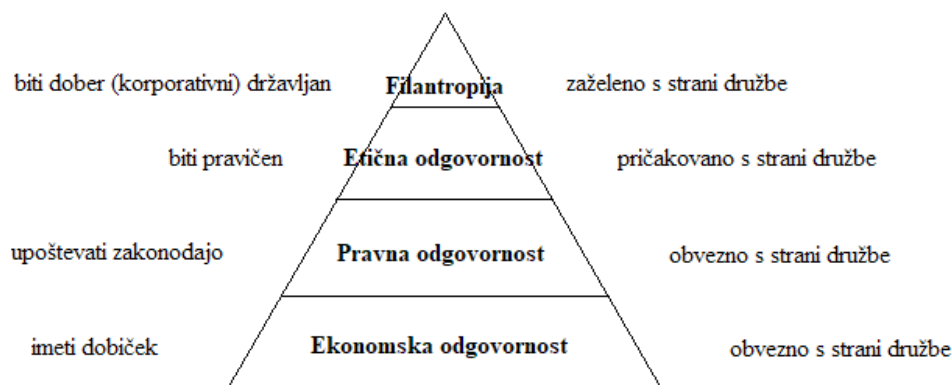 biti dober (korporativni) državljan Filantropija zaželeno s strani družbe
biti pravičen Etična odgovornost pričakovano s strani družbe
upoštevati zakonodajo Pravna odgovornost obvezno s strani družbe
imeti dobiček Ekonomska odgovornost obvezno s strani družbe